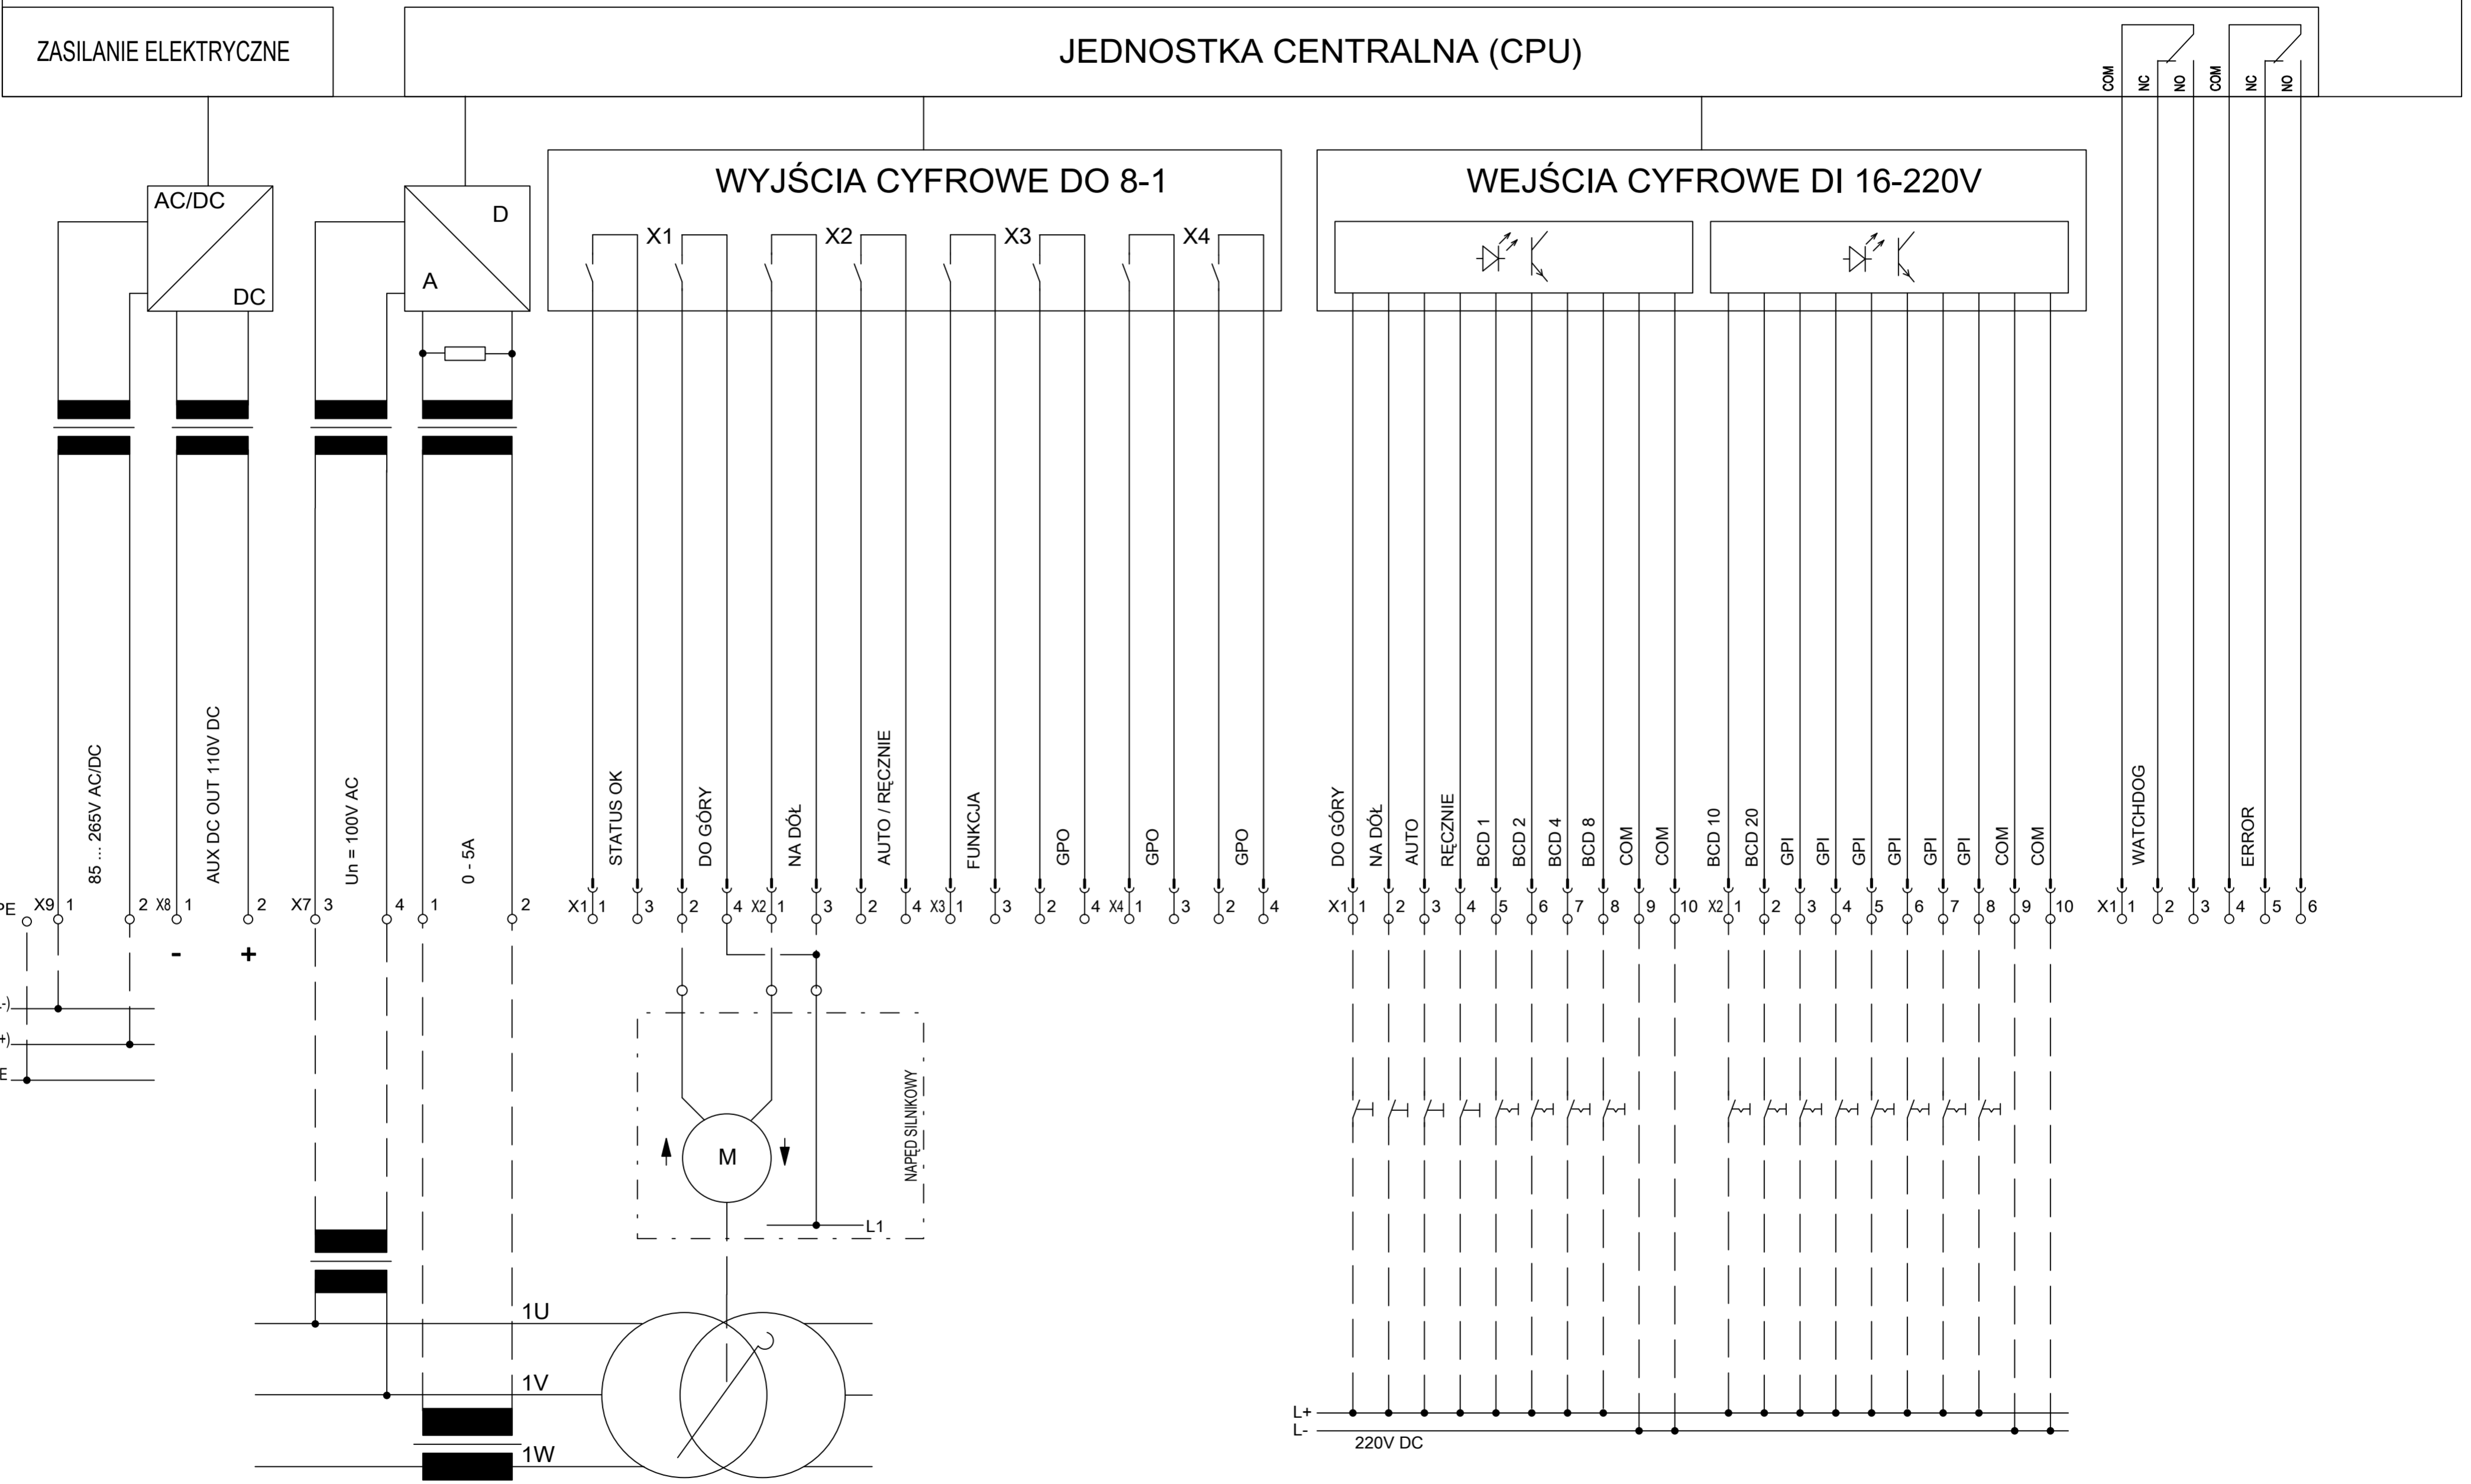 ZASILANIE ELEKTRYCZNE
JEDNOSTKA CENTRALNA (CPU)
COM
NC
NO
COM
NC
NO
AC/DC
DC
D
A
WYJŚCIA CYFROWE DO 8-1
X1
X2
X3
X4
WEJŚCIA CYFROWE DI 16-220V
85 ... 265V AC/DC
AUX DC OUT 110V DC
Un = 100V AC
0 - 5A
STATUS OK
DO GÓRY
NA DÓŁ
AUTO / RĘCZNIE
FUNKCJA
GPO
GPO
GPO
DO GÓRY
NA DÓŁ
AUTO
RĘCZNIE
BCD 1
BCD 2
BCD 4
BCD 8
COM
COM
BCD 10
BCD 20
GPI
GPI
GPI
GPI
GPI
GPI
COM
COM
WATCHDOG
ERROR
PE X9 1 2 X8 1 2 X7 3 4 1 2 X1 1 3 2 4 X2 1 3 2 4 X3 1 3 2 4 X4 1 3 2 4 X1 1 2 3 4 5 6 7 8 9 10 X2 1 2 3 4 5 6 7 8 9 10 X1 1 2 3 4 5 6
- +
-)
+)
E
NAPĘD SILNIKOWY
M
L1
1U
1V
1W
L+
L-
220V DC